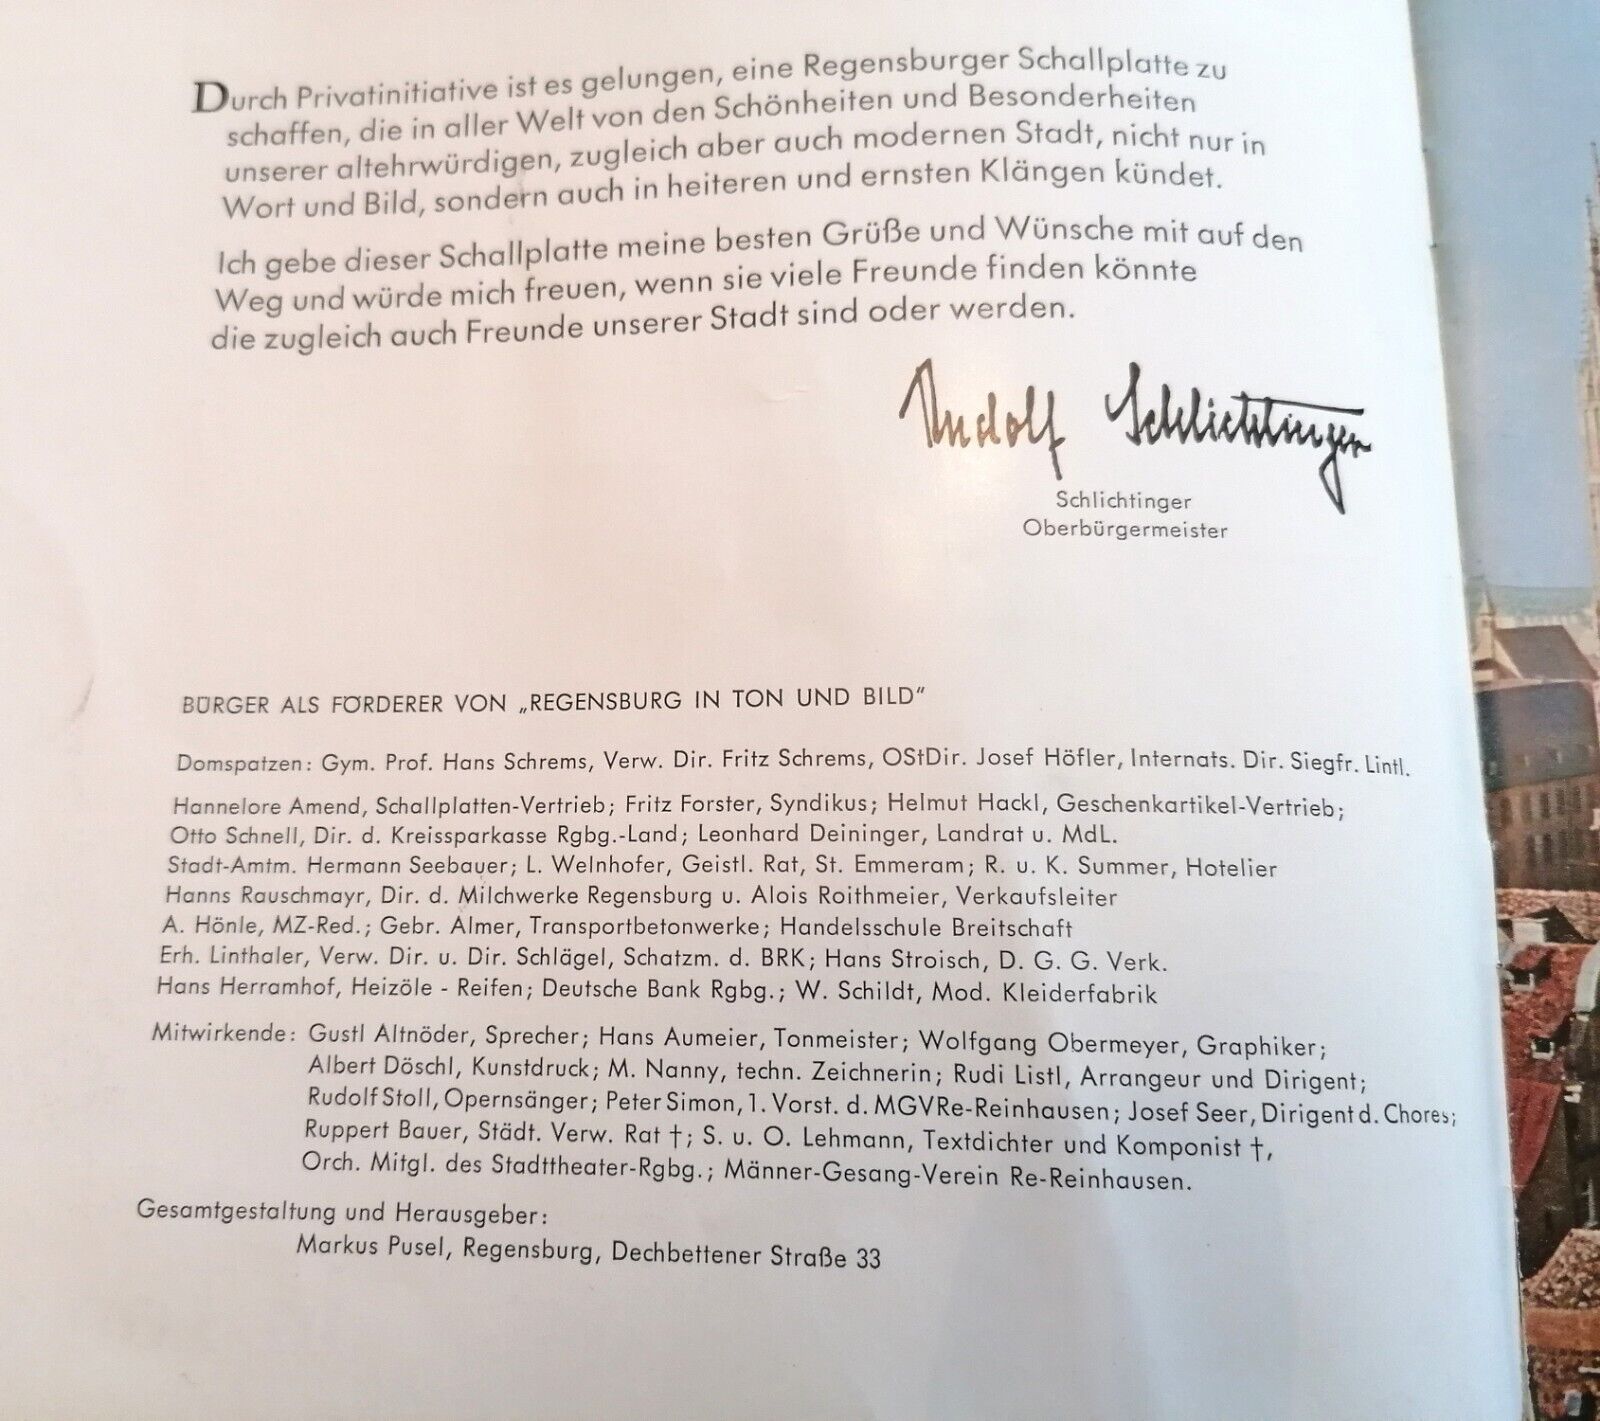 Durch Privatinitiative ist es gelungen, eine Regensburger Schallplatte zu
schaffen, die in aller Welt von den Schönheiten und Besonderheiten
unserer altehrwürdigen, zugleich aber auch modernen Stadt, nicht nur in
Wort und Bild, sondern auch in heiteren und ernsten Klängen kündet.
Ich gebe dieser Schallplatte meine besten Grüße und Wünsche mit auf den
Weg und würde mich freuen, wenn sie viele Freunde finden könnte
die zugleich auch Freunde unserer Stadt sind oder werden.
Rudolf Schlichtinger
Schlichtinger
Oberbürgermeister
BÜRGER ALS FÖRDERER VON „REGENSBURG IN TON UND BILD“
Domspatzen: Gym. Prof. Hans Schrems, Verw. Dir. Fritz Schrems, OStDir. Josef Höfler, Internats. Dir. Siegfr. Lintl.
Hannelore Amend, Schallplatten-Vertrieb; Fritz Forster, Syndikus; Helmut Hackl, Geschenkartikel-Vertrieb;
Otto Schnell, Dir. d. Kreissparkasse Rgbg.-Land; Leonhard Deininger, Landrat u. MdL.
Stadt-Amtm. Hermann Seebauer; L. Welnhofer, Geistl. Rat, St. Emmeram; R. u. K. Summer, Hotelier
Hanns Rauschmayr, Dir. d. Milchwerke Regensburg u. Alois Roithmeier, Verkaufsleiter
A. Hönle, MZ-Red.; Gebr. Almer, Transportbetonwerke; Handelsschule Breitschaft
Erh. Linthaler, Verw. Dir. u. Dir. Schlägel, Schatzm. d. BRK; Hans Stroisch, D. G. G. Verk.
Hans Herramhof, Heizöle - Reifen; Deutsche Bank Rgbg.; W. Schildt, Mod. Kleiderfabrik
Mitwirkende: Gustl Altnöder, Sprecher; Hans Aumeier, Tonmeister; Wolfgang Obermeyer, Graphiker;
Albert Döschl, Kunstdruck; M. Nanny, techn. Zeichnerin; Rudi Listl, Arrangeur und Dirigent;
Rudolf Stoll, Opernsänger; Peter Simon, 1. Vorst. d. MGVRe-Reinhausen; Josef Seer, Dirigent d. Chores;
Ruppert Bauer, Städt. Verw. Rat †; S. u. O. Lehmann, Textdichter und Komponist †,
Orch. Mitgl. des Stadttheater-Rgbg.; Männer-Gesang-Verein Re-Reinhausen.
Gesamtgestaltung und Herausgeber:
Markus Pusel, Regensburg, Dechbettener Straße 33